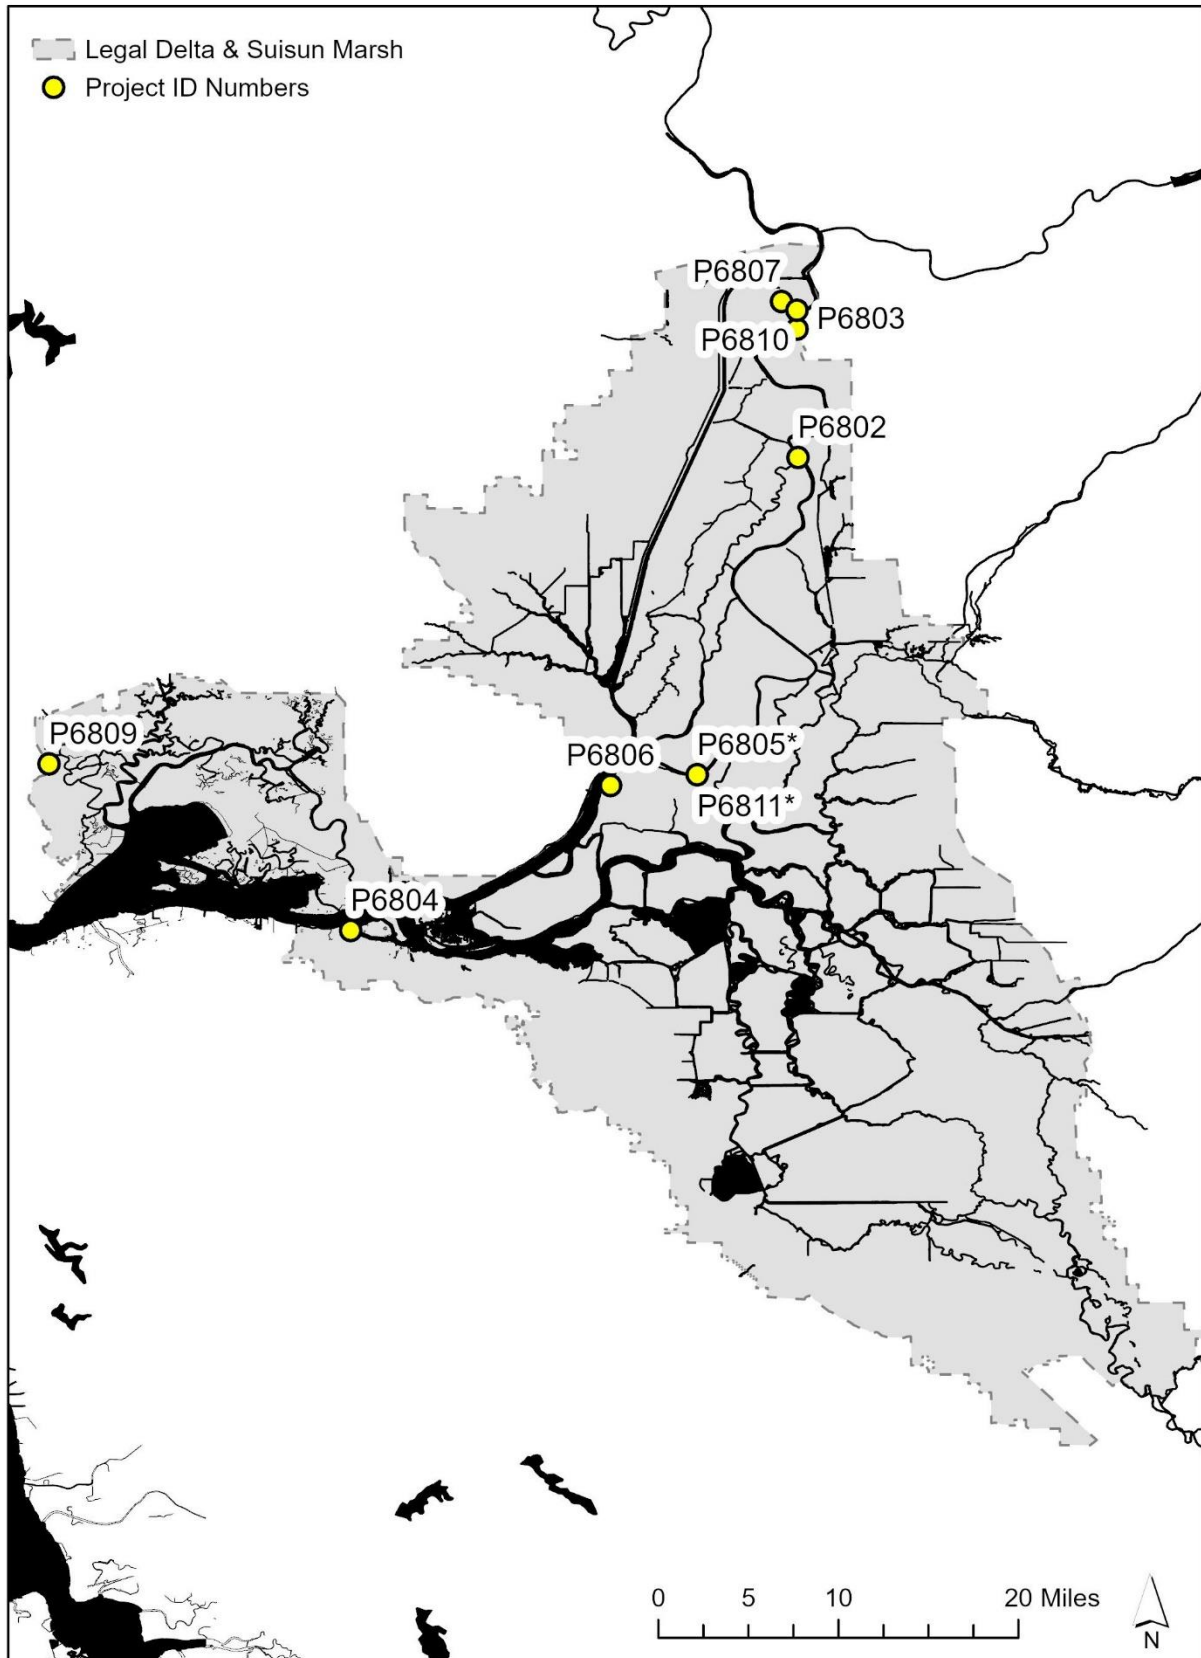 Legal Delta & Suisun Marsh
Project ID Numbers
P6807
P6803
P6810
P6802
P6809
P6805*
P6806
P6811*
P6804
0 5 10 20 Miles
N